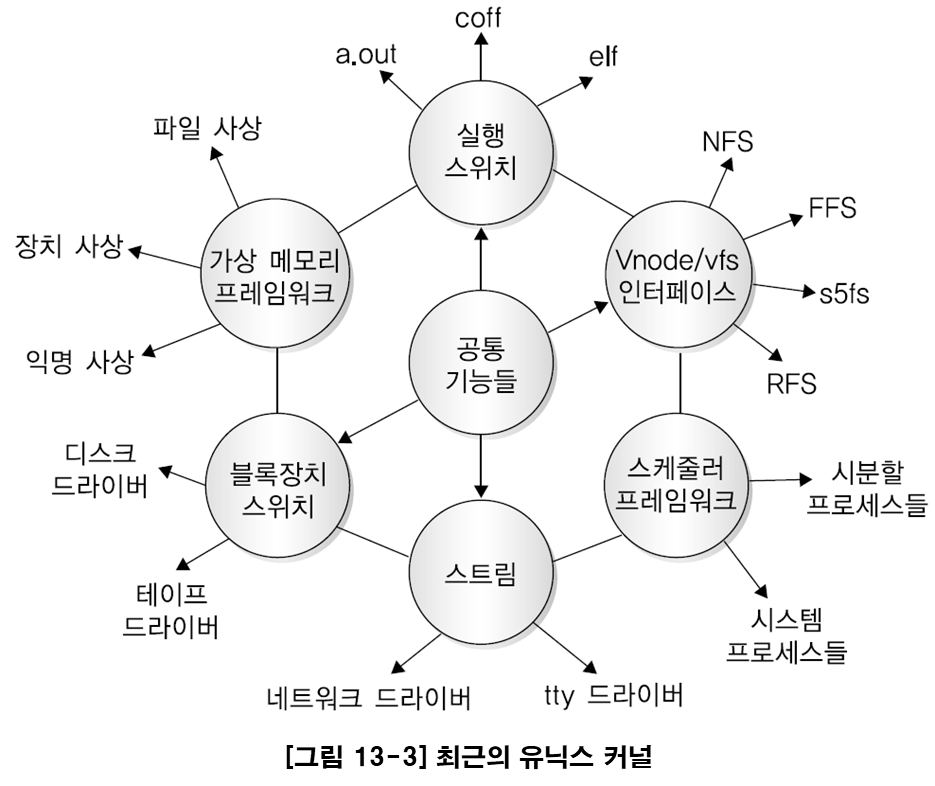 coff
a.out
elf
실행
스위치
파일 사상
NFS
장치 사상
가상 메모리
프레임워크
Vnode/vfs
인터페이스
FFS
s5fs
익명 사상
공통
기능들
RFS
디스크
드라이버
블록장치
스위치
스케줄러
프레임워크
시분할
프로세스들
테이프
드라이버
스트림
시스템
프로세스들
네트워크 드라이버
tty 드라이버
[그림 13-3] 최근의 유닉스 커널